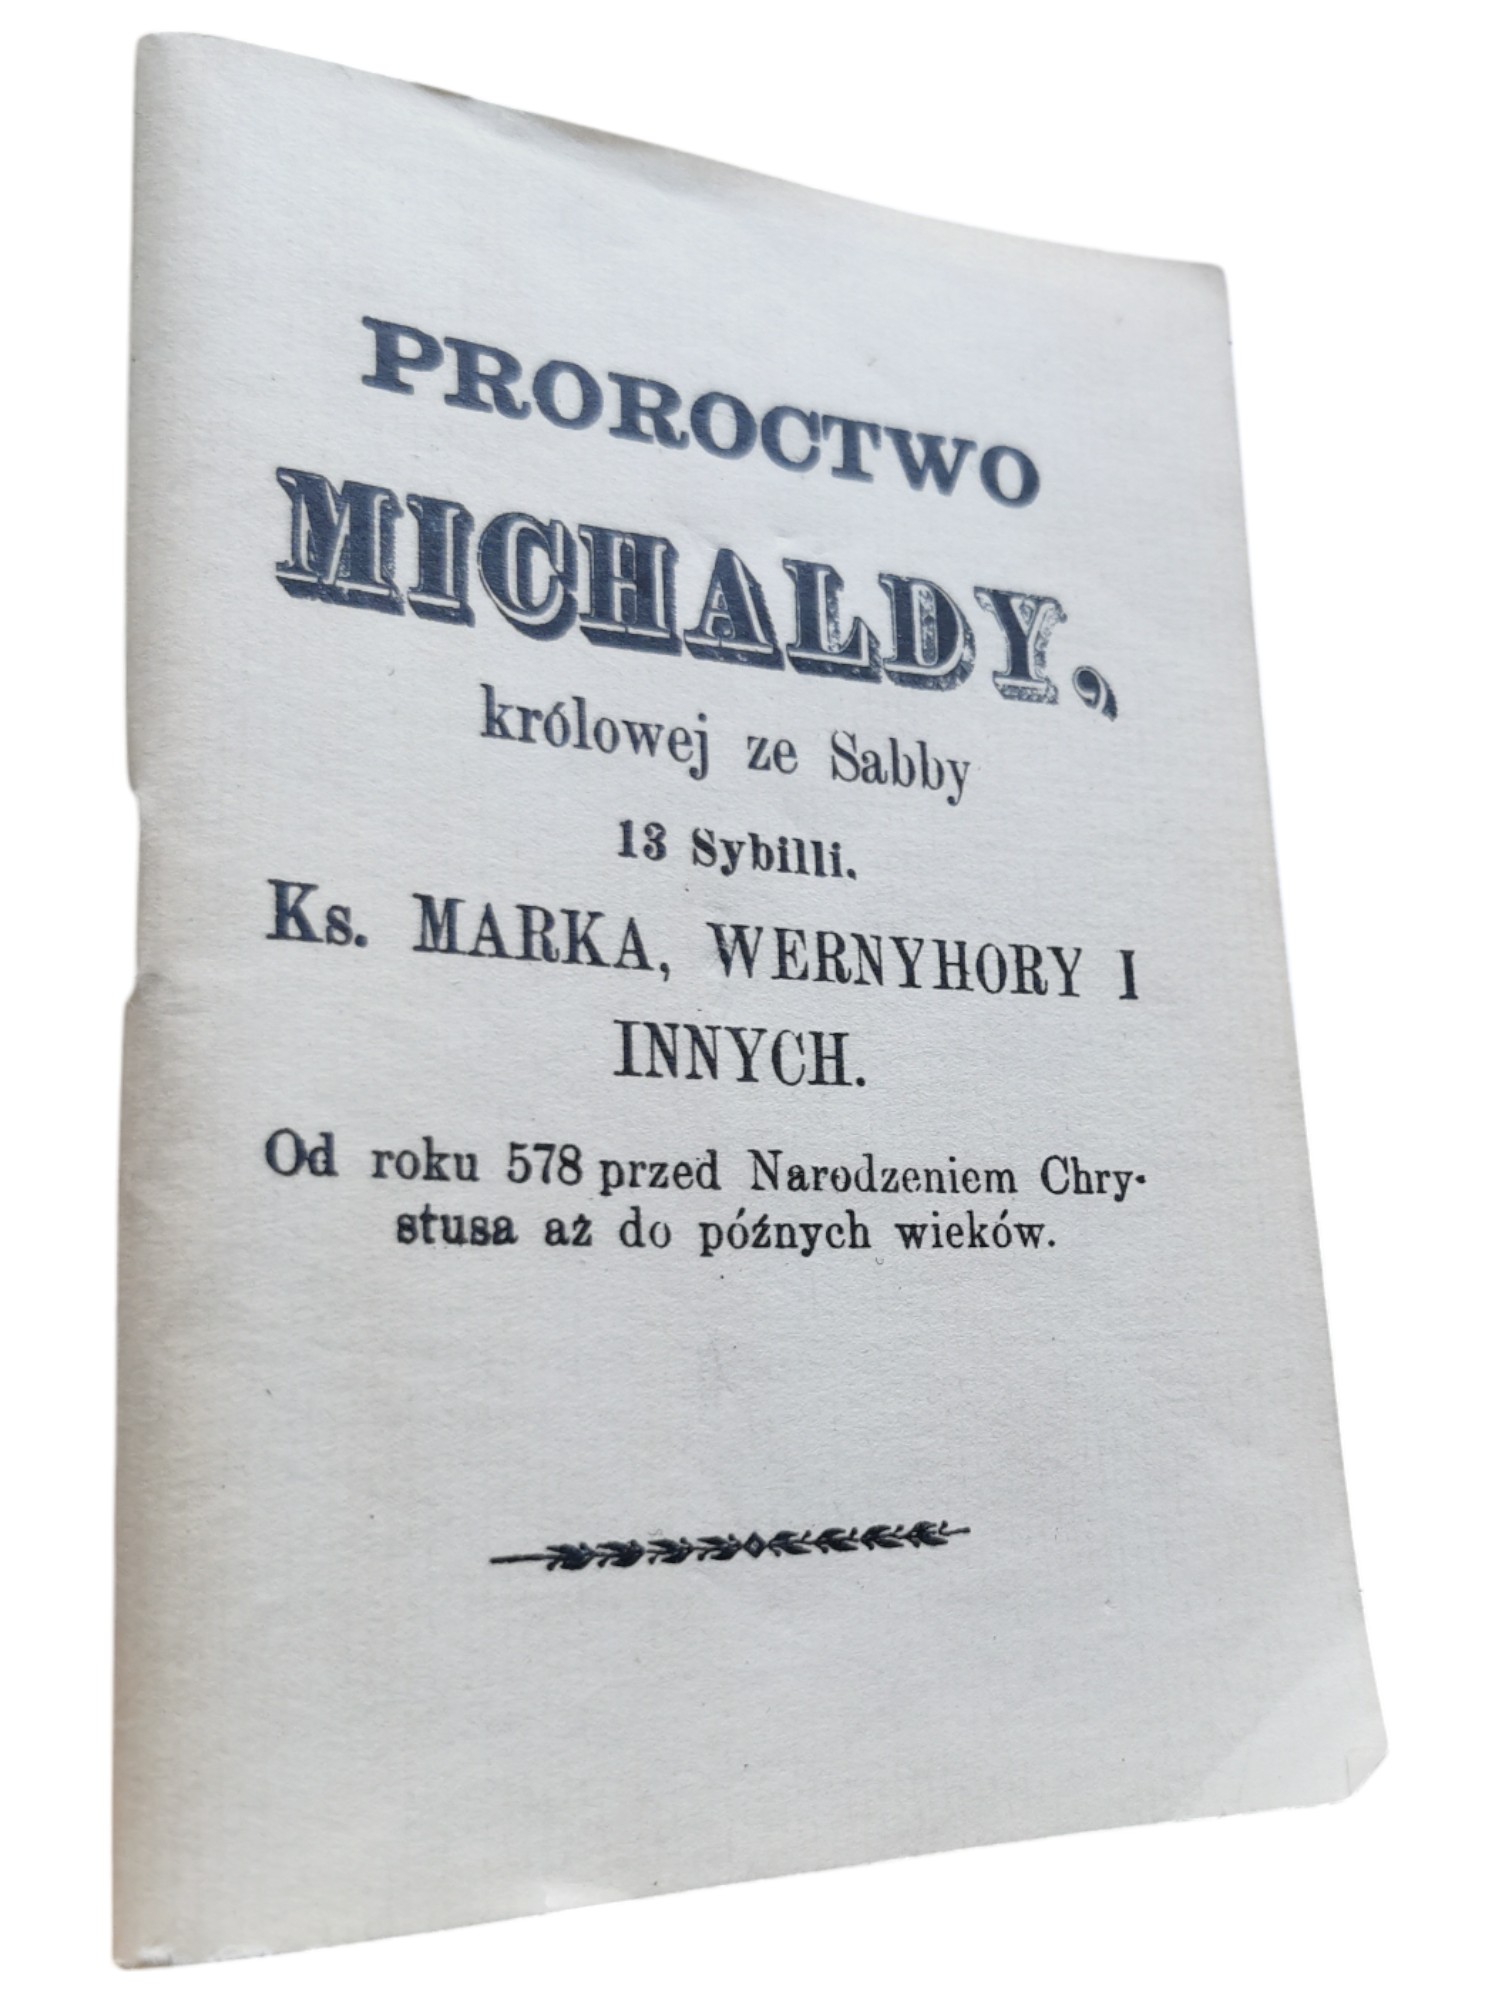 PROROCTWO
MICHALDY,
królowej ze Sabby
13 Sybilli.
Ks. MARKA, WERNYHORY I
INNYCH.
Od roku 578 przed Narodzeniem Chry-
stusa aż do późnych wieków.